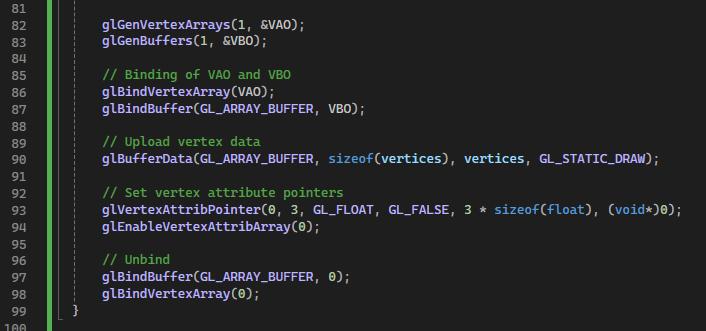 81
82 glGenVertexArrays(1, &VAO);
83 glGenBuffers(1, &VBO);
84
85 // Binding of VAO and VBO
86 glBindVertexArray(VAO);
87 glBindBuffer(GL_ARRAY_BUFFER, VBO);
88
89 // Upload vertex data
90 glBufferData(GL_ARRAY_BUFFER, sizeof(vertices), vertices, GL_STATIC_DRAW);
91
92 // Set vertex attribute pointers
93 glVertexAttribPointer(0, 3, GL_FLOAT, GL_FALSE, 3 * sizeof(float), (void*)0);
94 glEnableVertexAttribArray(0);
95
96 // Unbind
97 glBindBuffer(GL_ARRAY_BUFFER, 0);
98 glBindVertexArray(0);
99 }
100